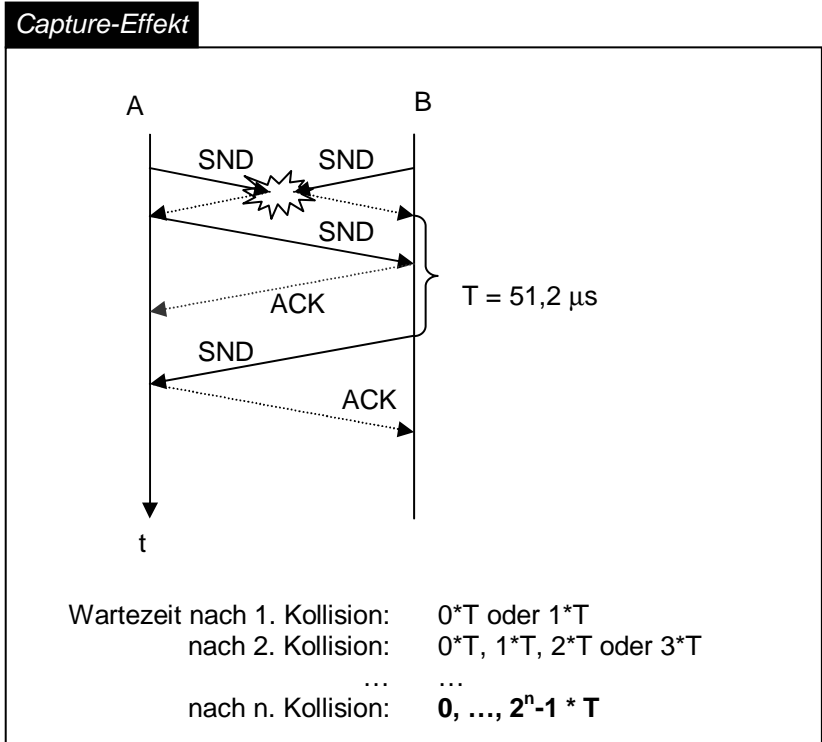 Capture-Effekt
A B
SND SND
SND
ACK
T = 51,2 μs
SND
ACK
t
Wartezeit nach 1. Kollision: 0*T oder 1*T
nach 2. Kollision: 0*T, 1*T, 2*T oder 3*T
… …
nach n. Kollision: 0, …, 2ⁿ-1 * T